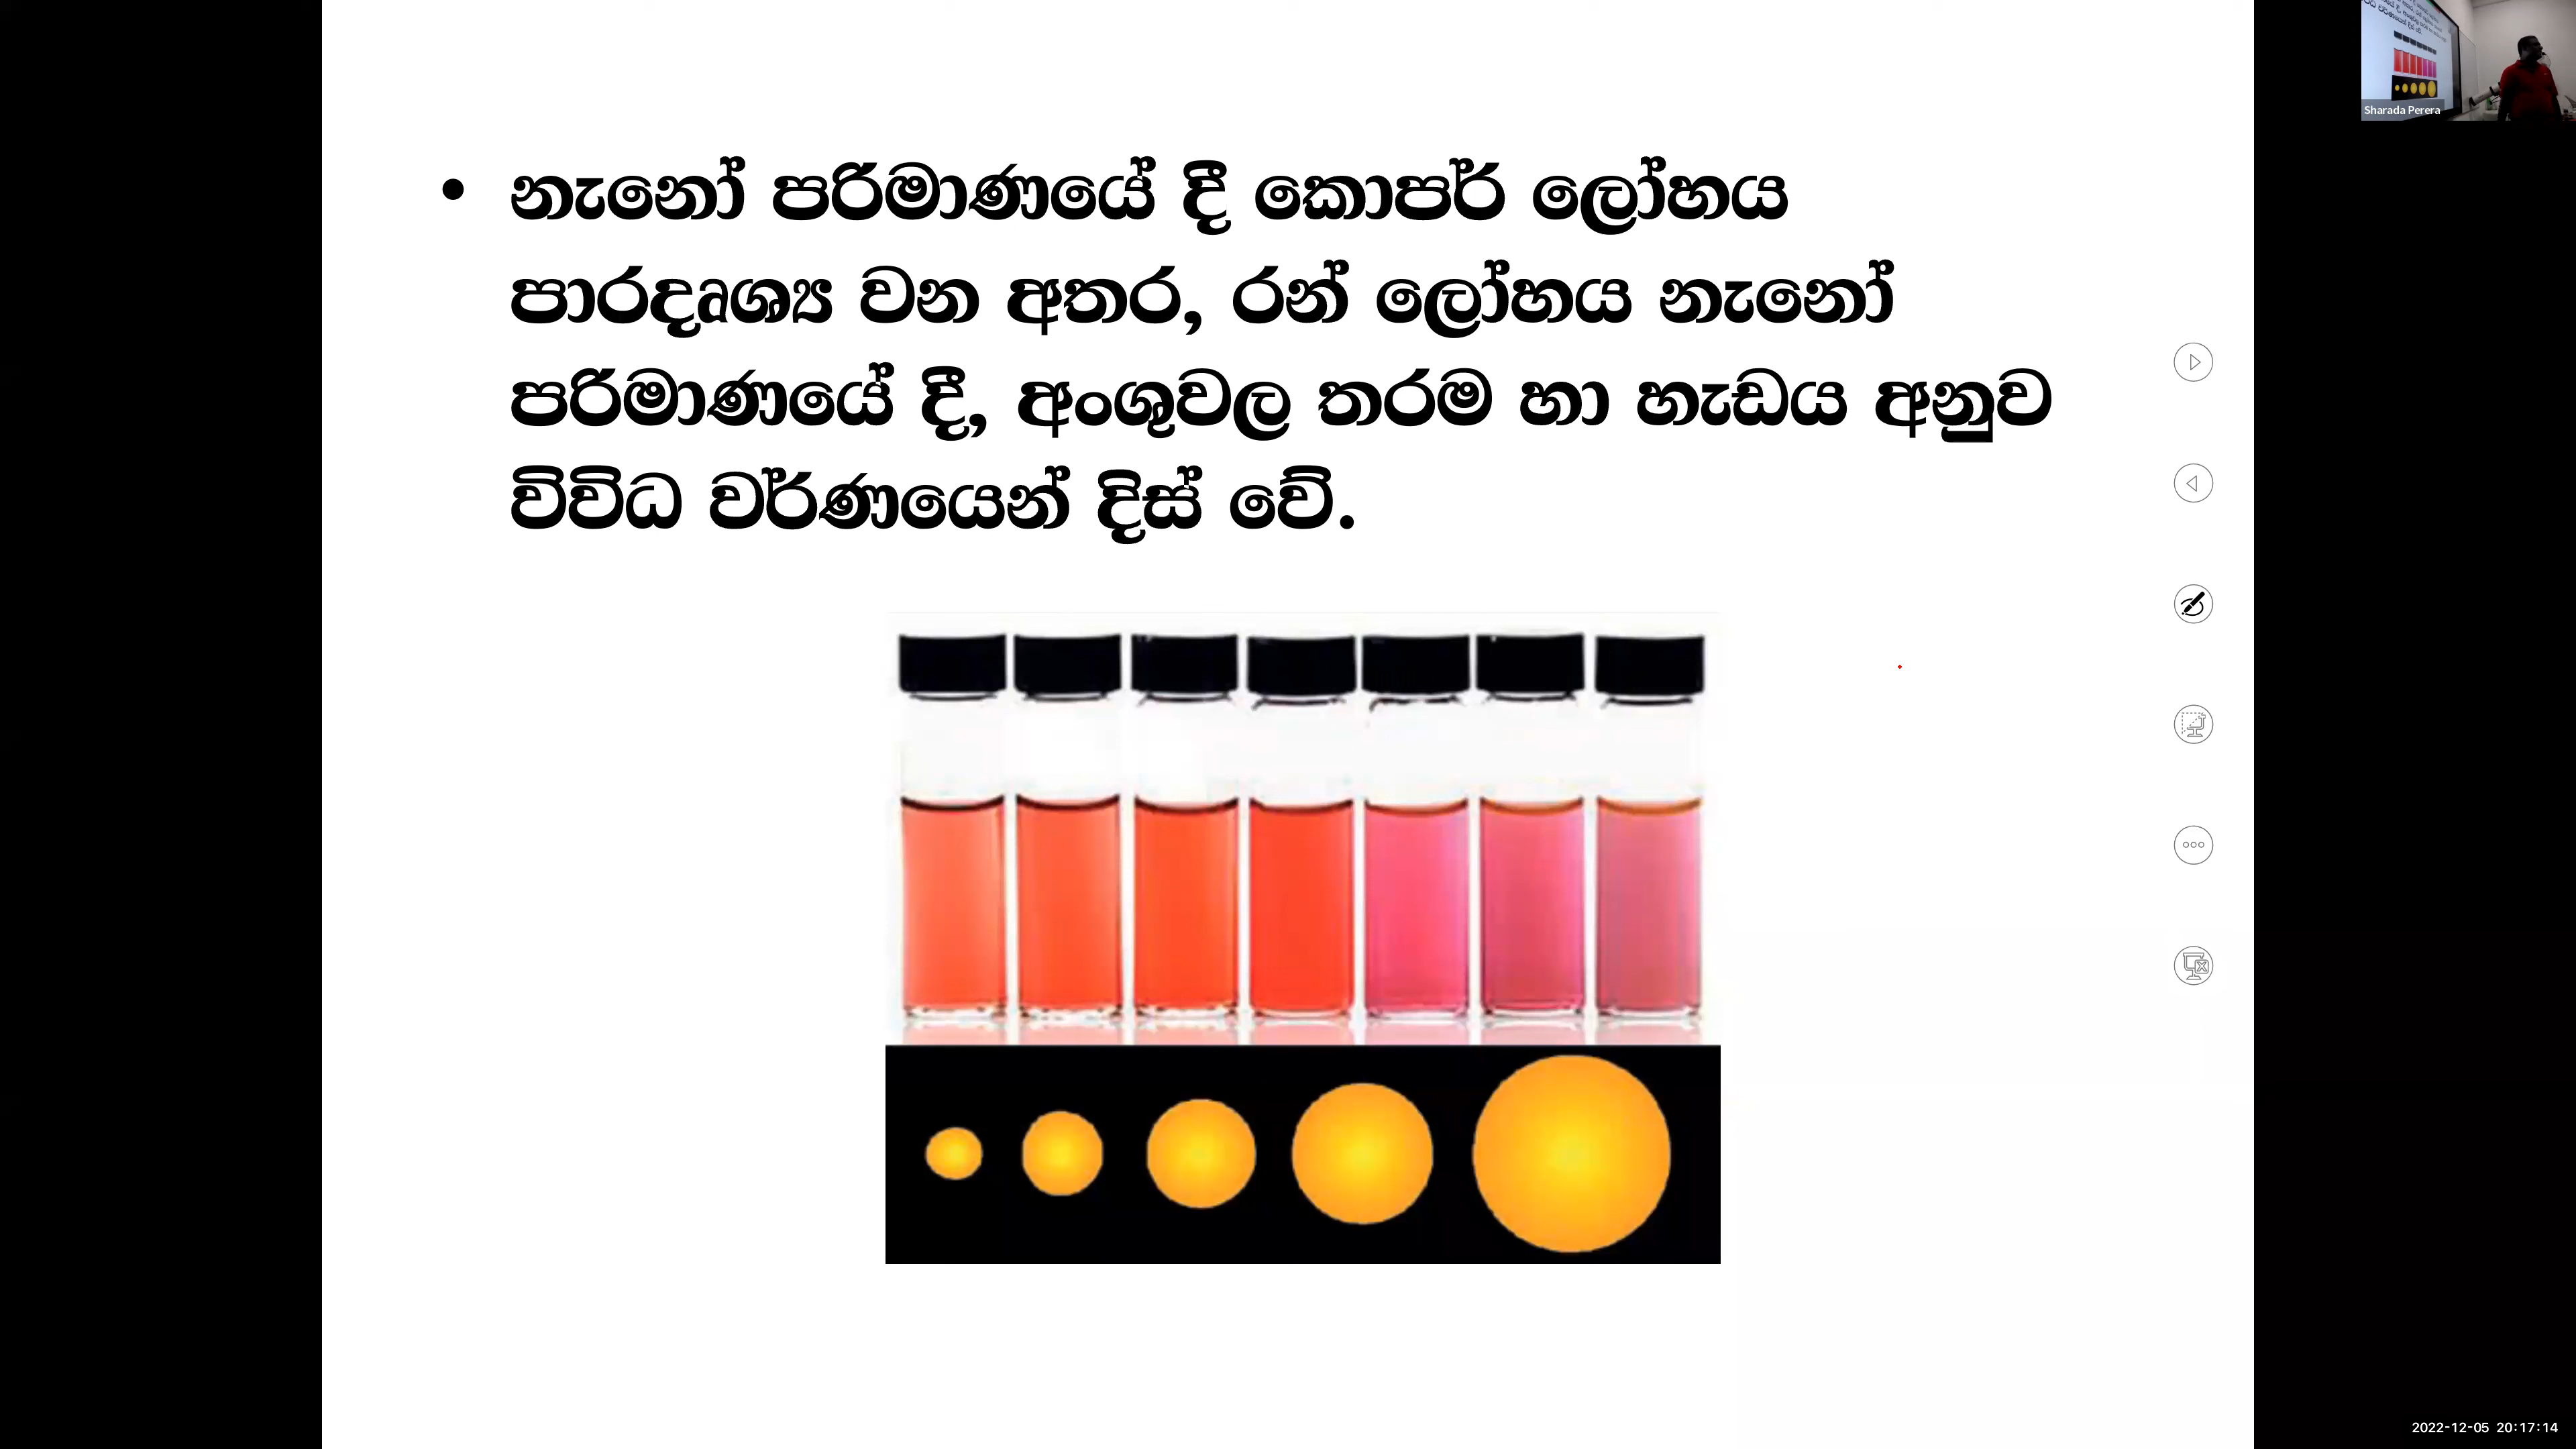 • නැනෝ පරිමාණයේ දී කොපර් ලෝහය
පාරදෘශ්‍ය වන අතර, රන් ලෝහය නැනෝ
පරිමාණයේ දී, අංශුවල තරම හා හැඩය අනුව
විවිධ වර්ණයෙන් දිස් වේ.
Sharada Perera
2022-12-05 20:17:14